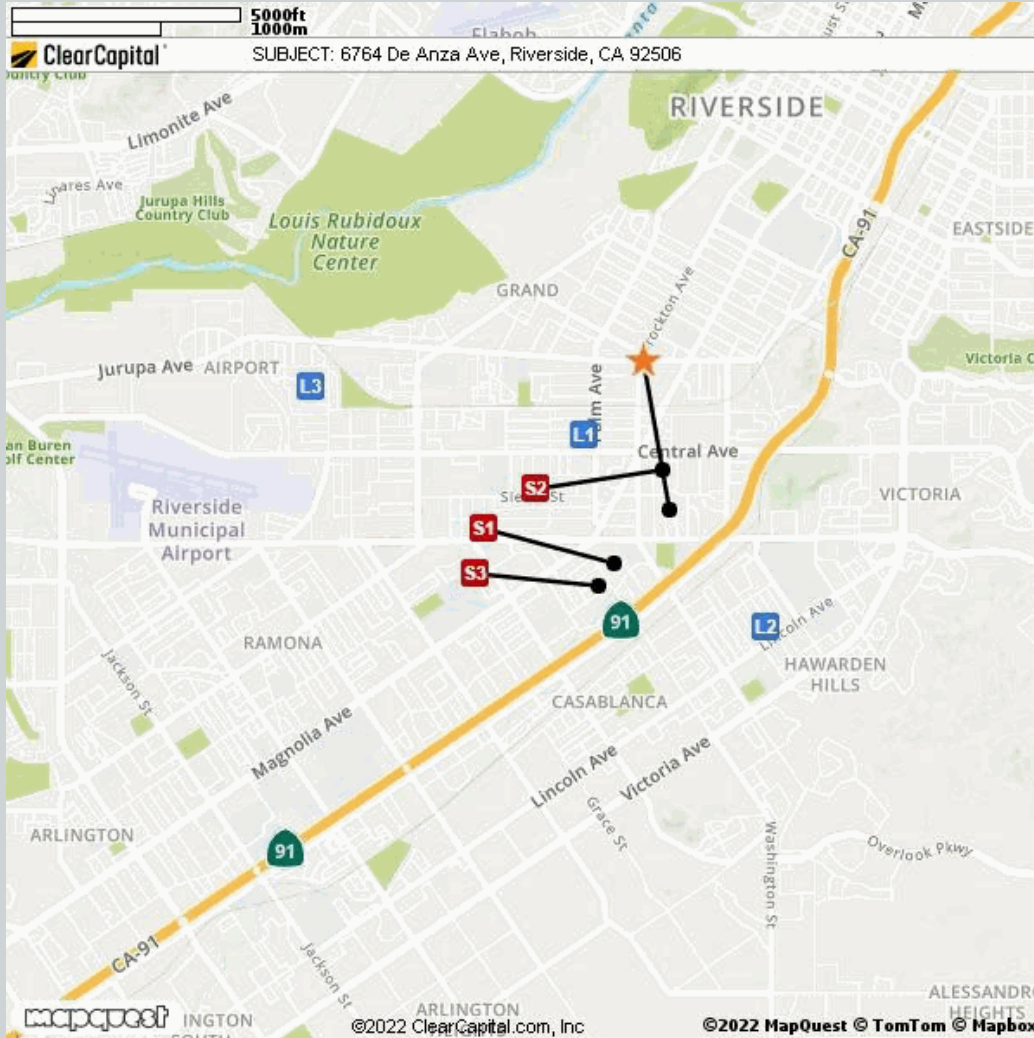 5000ft
1000m
ClearCapital
SUBJECT: 6764 De Anza Ave, Riverside, CA 92506
RIVERSIDE
Limonite Ave
Linares Ave
Jurupa Hills
Country Club
Louis Rubidoux
Nature
Center
CA-91
EASTSIDE
GRAND
Jurupa Ave
AIRPORT
L3
L1
Central Ave
S2
S1
S3
Riverside
Municipal
Airport
VICTORIA
91
L2
Lincoln Ave
RAMONA
HAWARDEN
HILLS
CASABLANCA
Jackson St
Magnolia Ave
Lincoln Ave
Victoria Ave
Grace St
Washington St
ARLINGTON
91
Overlook Pkwy
CA-91
Jackson St
ARLINGTON
mapquest
©2022 ClearCapital.com, Inc
©2022 MapQuest © TomTom © Mapbox